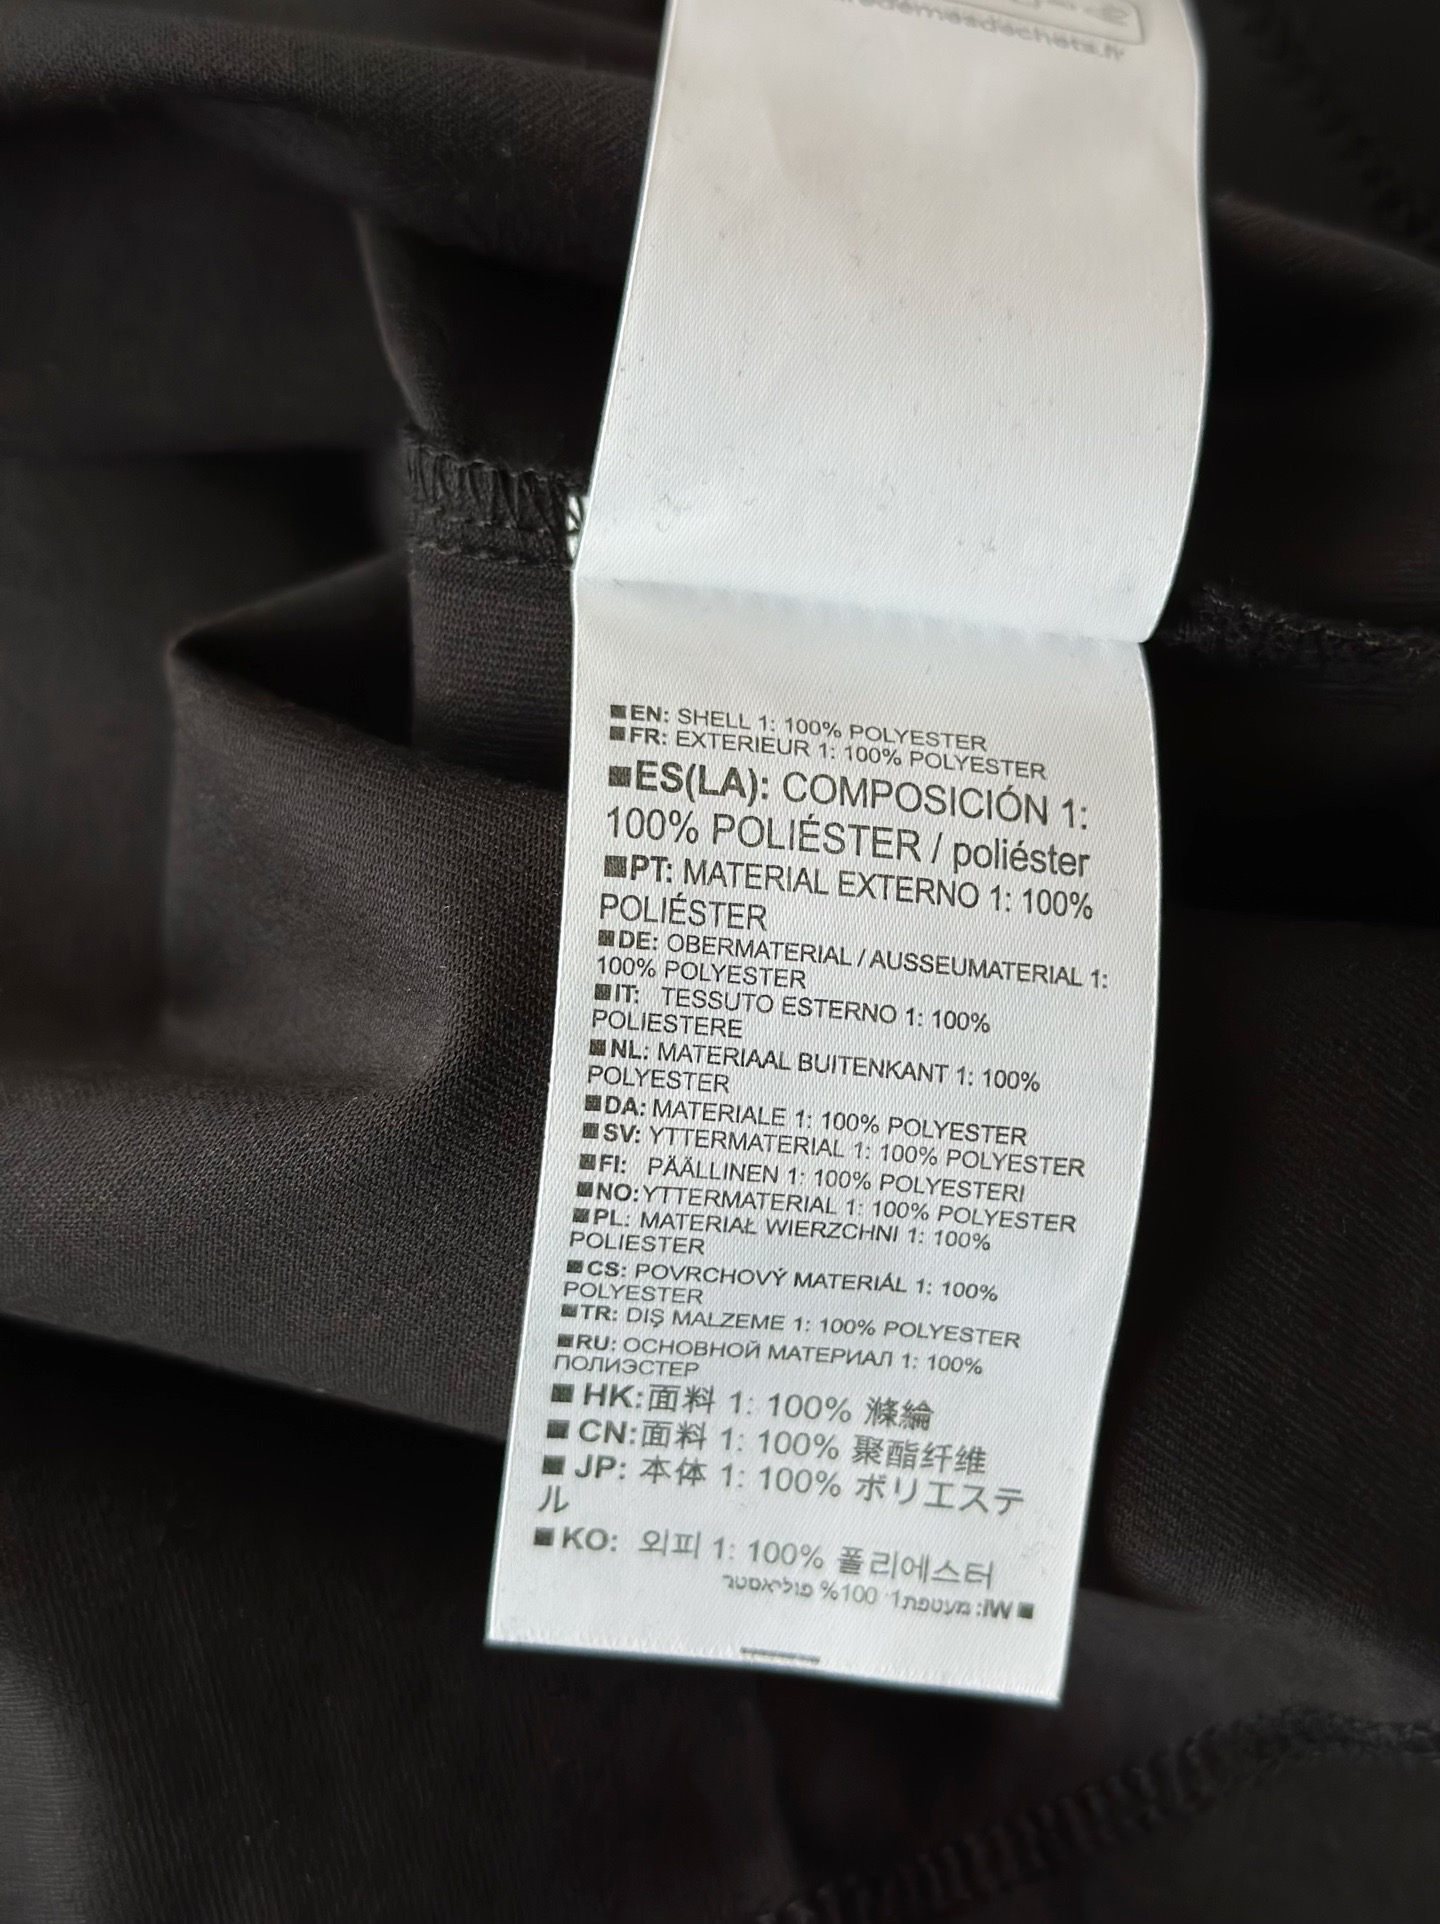 EN: SHELL 1: 100% POLYESTER
FR: EXTERIEUR 1: 100% POLYESTER
ES(LA): COMPOSICIÓN 1:
100% POLIÉSTER / poliéster
PT: MATERIAL EXTERNO 1: 100%
POLIÉSTER
DE: OBERMATERIAL / AUSSEUMATERIAL 1:
100% POLYESTER
IT: TESSUTO ESTERNO 1: 100%
POLIESTERE
NL: MATERIAAL BUITENKANT 1: 100%
POLYESTER
DA: MATERIALE 1: 100% POLYESTER
SV: YTTERMATERIAL 1: 100% POLYESTER
FI: PÄÄLLINEN 1: 100% POLYESTERI
NO: YTTERMATERIAL 1: 100% POLYESTER
PL: MATERIAŁ WIERZCHNI 1: 100%
POLIESTER
CS: POVRCHOVÝ MATERIÁL 1: 100%
POLYESTER
TR: DIŞ MALZEME 1: 100% POLYESTER
RU: ОСНОВНОЙ МАТЕРИАЛ 1: 100%
ПОЛИЭСТЕР
HK:面料 1: 100% 滌綸
CN:面料 1: 100% 聚酯纤维
JP: 本体 1: 100% ポリエステ
ル
KO: 외피 1: 100% 폴리에스터
IW: מעטפת1: 100% פוליאסטר